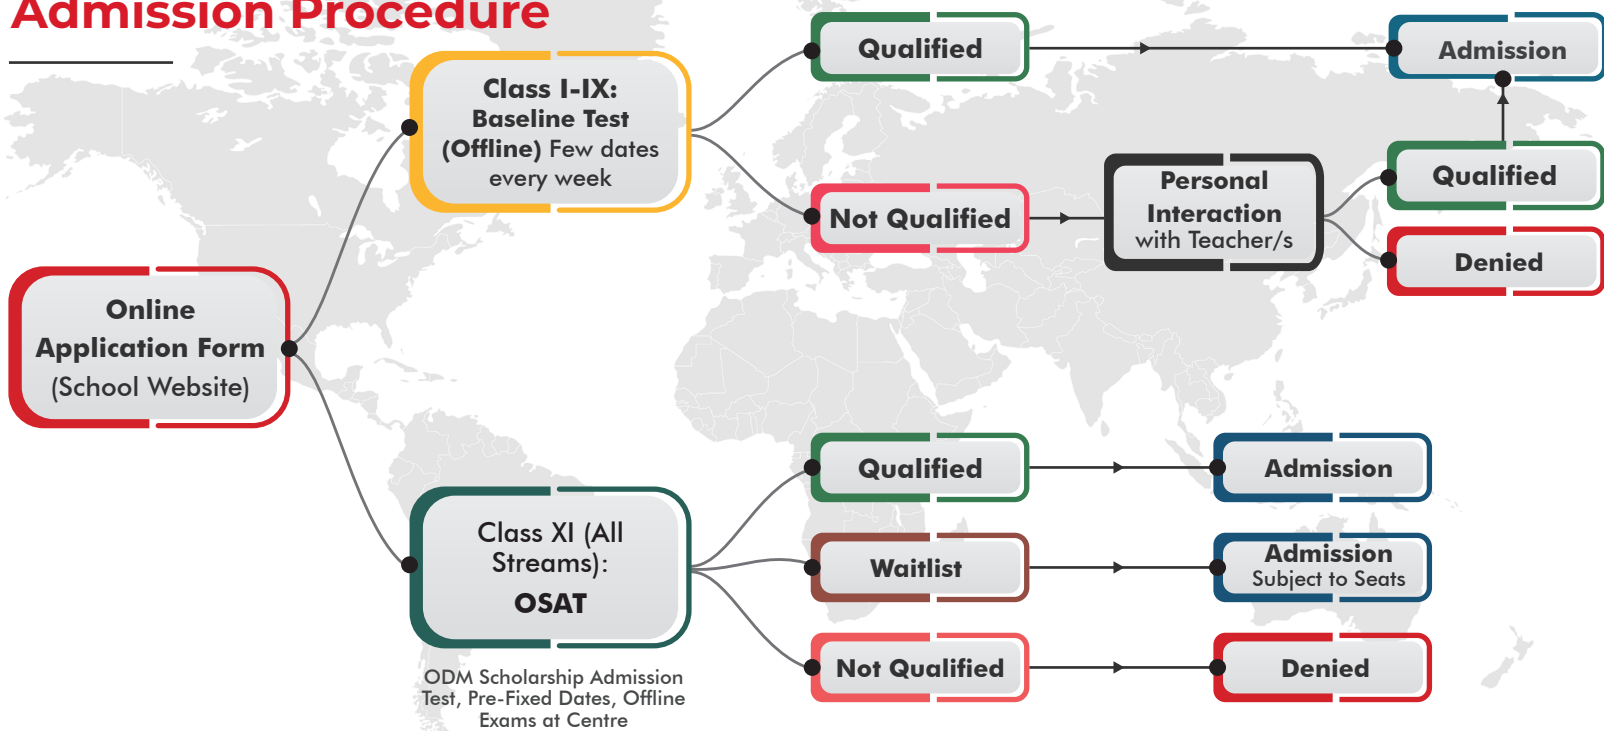 Admission Procedure
Online
Application Form
(School Website)
Class I-IX:
Baseline Test
(Offline) Few dates
every week
Qualified
Admission
Not Qualified
Personal
Interaction
with Teacher/s
Qualified
Denied
Class XI (All
Streams):
OSAT
ODM Scholarship Admission
Test, Pre-Fixed Dates, Offline
Exams at Centre
Qualified
Admission
Waitlist
Admission
Subject to Seats
Not Qualified
Denied